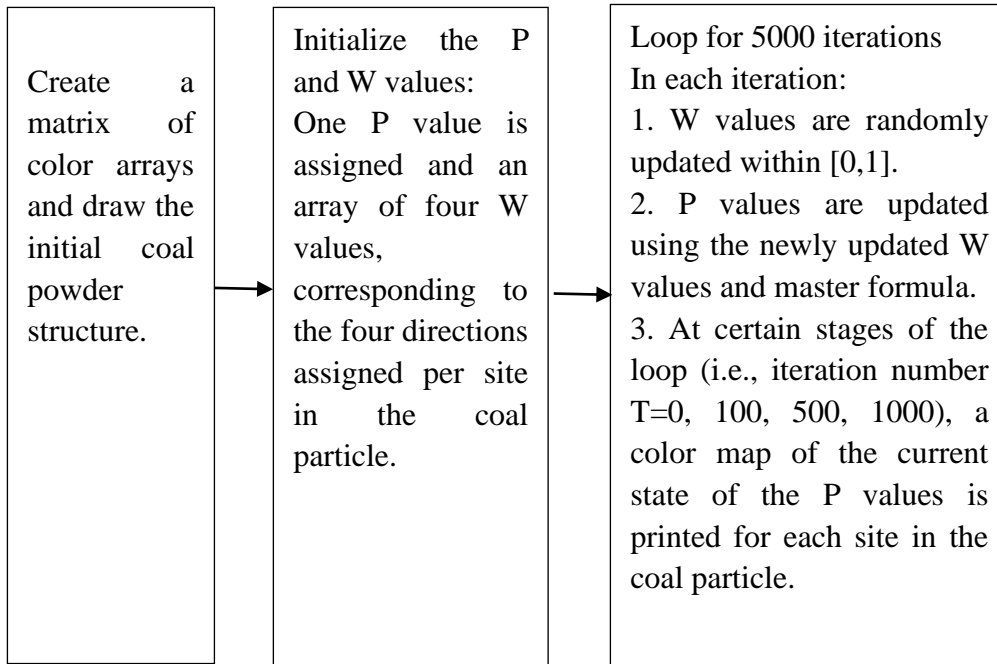 Create a
matrix of
color arrays
and draw the
initial coal
powder
structure.
Initialize the P
and W values:
One P value is
assigned and an
array of four W
values,
corresponding to
the four directions
assigned per site
in the coal
particle.
Loop for 5000 iterations
In each iteration:
1. W values are randomly
updated within [0,1].
2. P values are updated
using the newly updated W
values and master formula.
3. At certain stages of the
loop (i.e., iteration number
T=0, 100, 500, 1000), a
color map of the current
state of the P values is
printed for each site in the
coal particle.